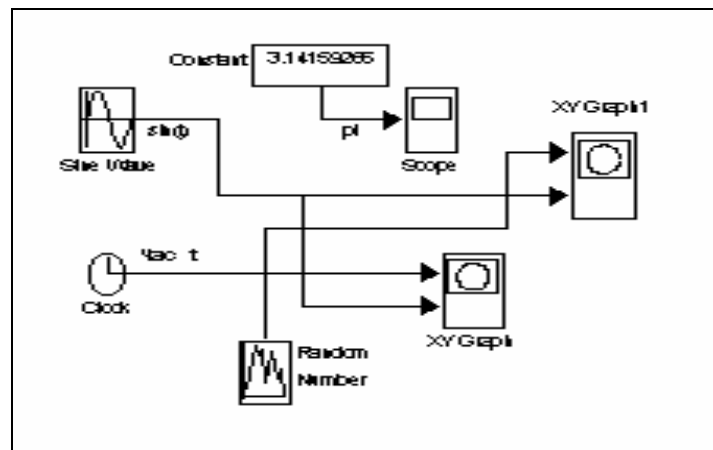 Constant 3.14159265
XY Graph1
sin(t)
pi
Sine Wave
Scope
t
Clock
XY Graph
Random
Number